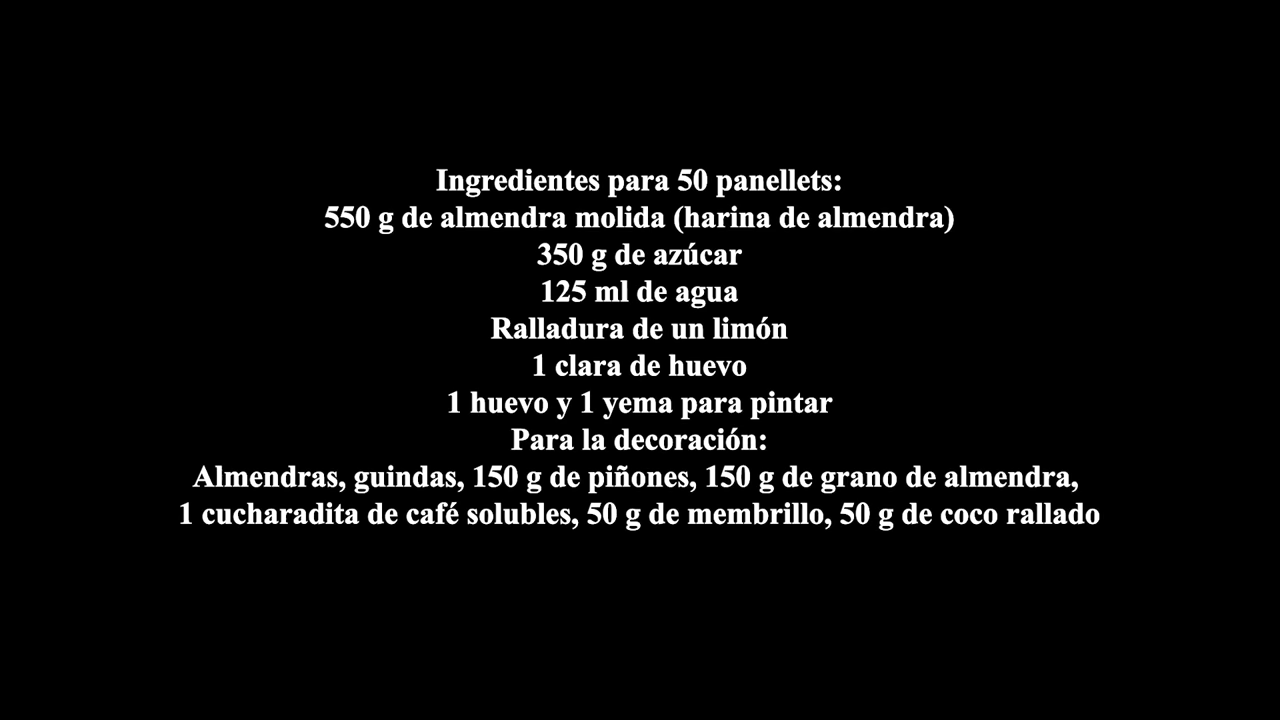 Ingredientes para 50 panellets:
550 g de almendra molida (harina de almendra)
350 g de azúcar
125 ml de agua
Ralladura de un limón
1 clara de huevo
1 huevo y 1 yema para pintar
Para la decoración:
Almendras, guindas, 150 g de piñones, 150 g de grano de almendra,
1 cucharadita de café solubles, 50 g de membrillo, 50 g de coco rallado